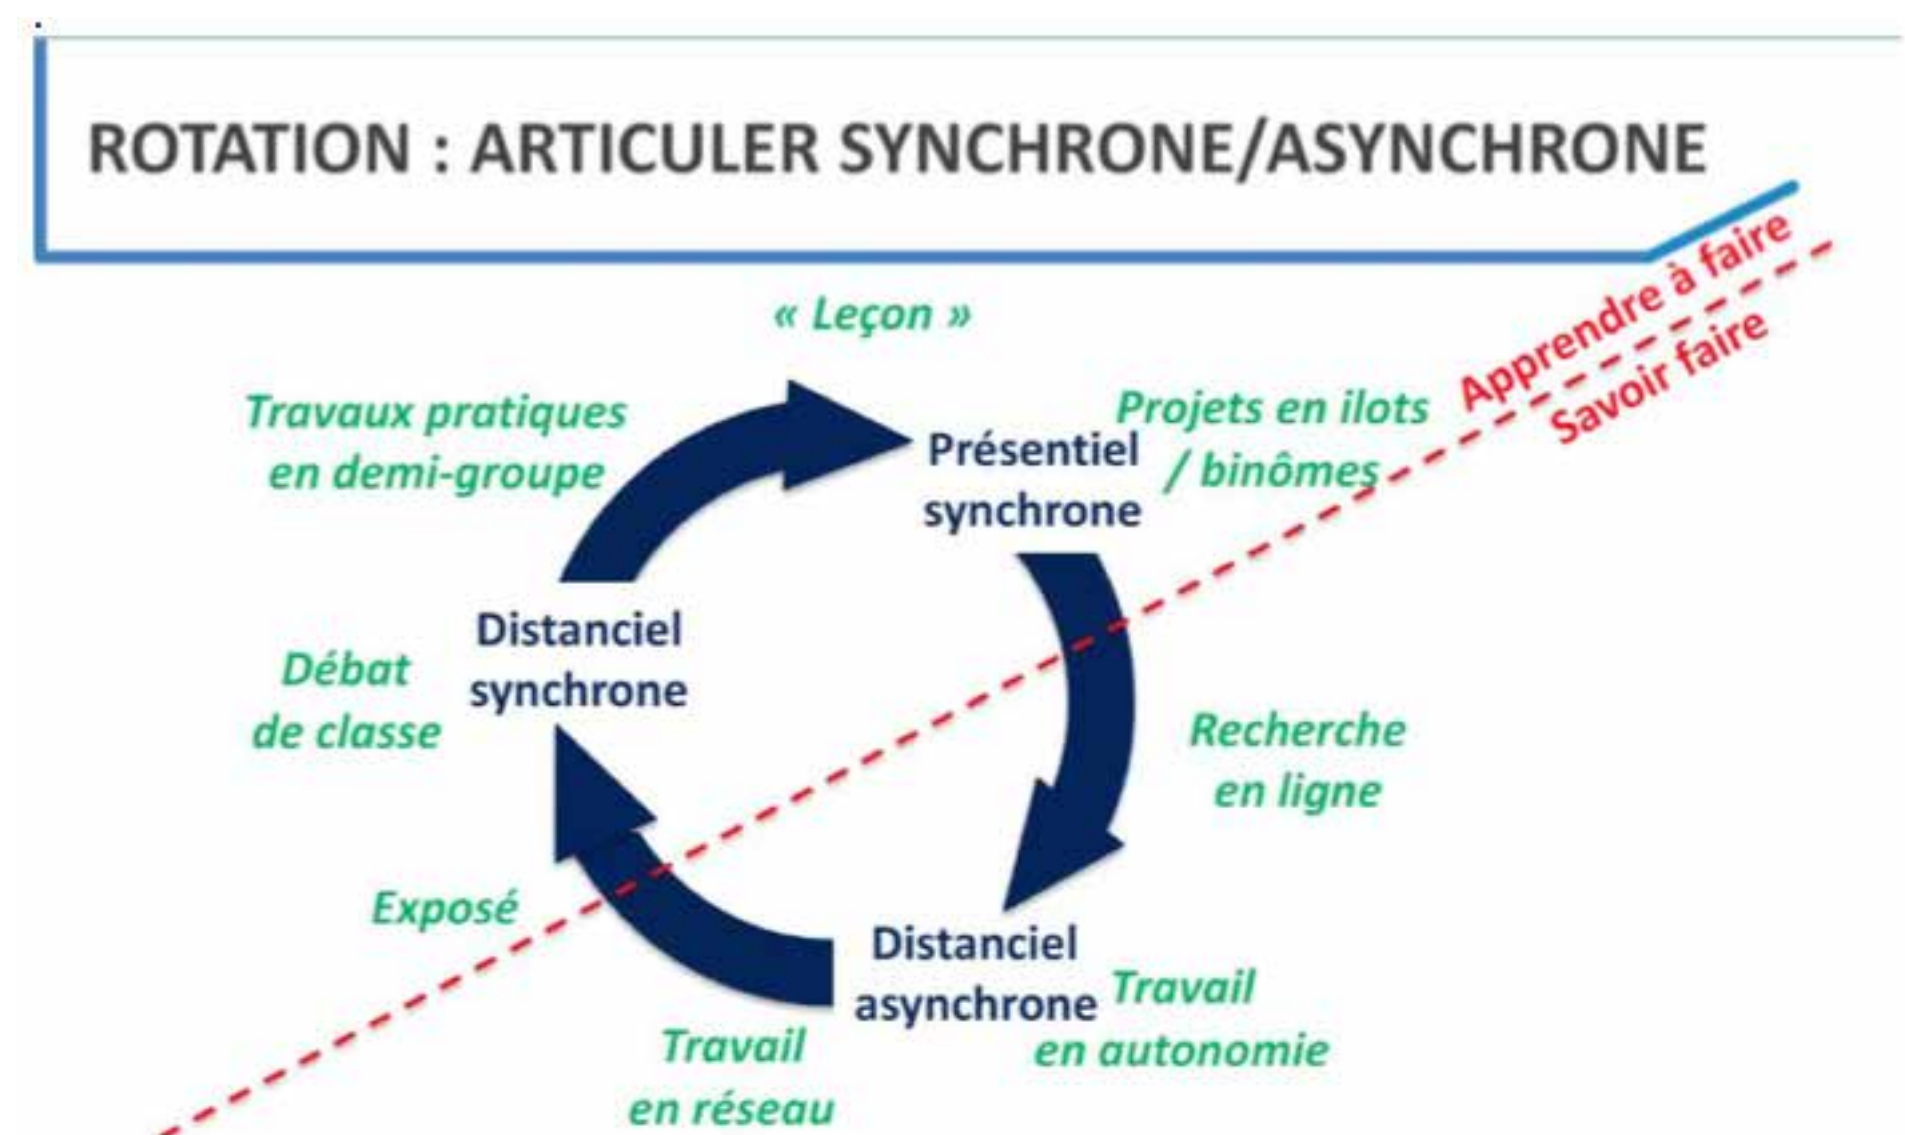 ROTATION : ARTICULER SYNCHRONE/ASYNCHRONE
Apprendre à faire
Savoir faire
« Leçon »
Travaux pratiques
en demi-groupe
Projets en ilots
/ binômes
Présentiel
synchrone
Distanciel
synchrone
Débat
de classe
Recherche
en ligne
Exposé
Distanciel
asynchrone
Travail
en autonomie
Travail
en réseau